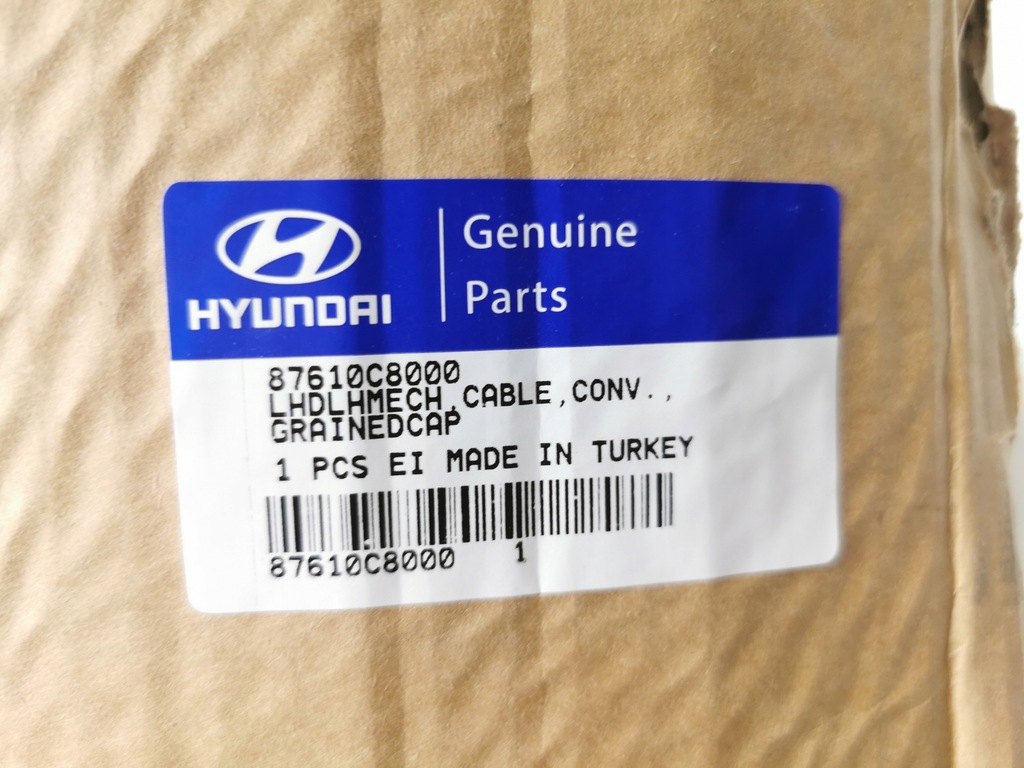 HYUNDAI
Genuine
Parts
87610C8000
LHDLHMECH,CABLE,CONV.,
GRAINEDCAP
1 PCS EI MADE IN TURKEY
87610C8000 1